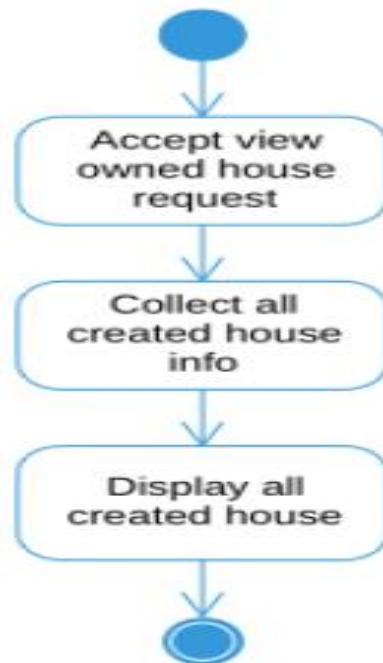 Accept view
owned house
request
Collect all
created house
info
Display all
created house